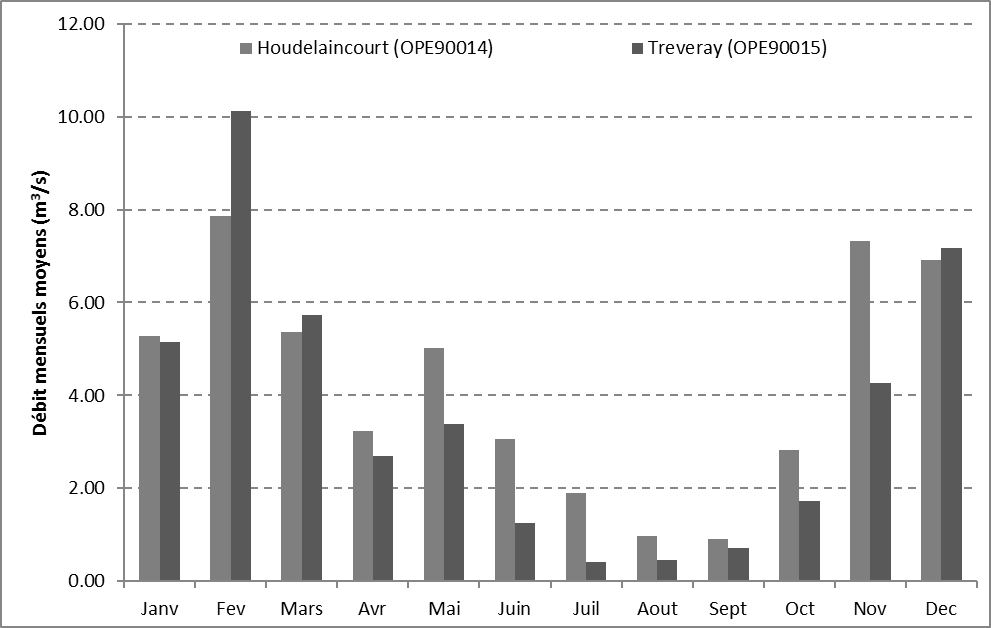 12.00
Houdelaincourt (OPE90014) Treveray (OPE90015)
10.00
8.00
6.00
4.00
2.00
0.00
Débit mensuels moyens (m³/s)
Janv Fev Mars Avr Mai Juin Juil Aout Sept Oct Nov Dec